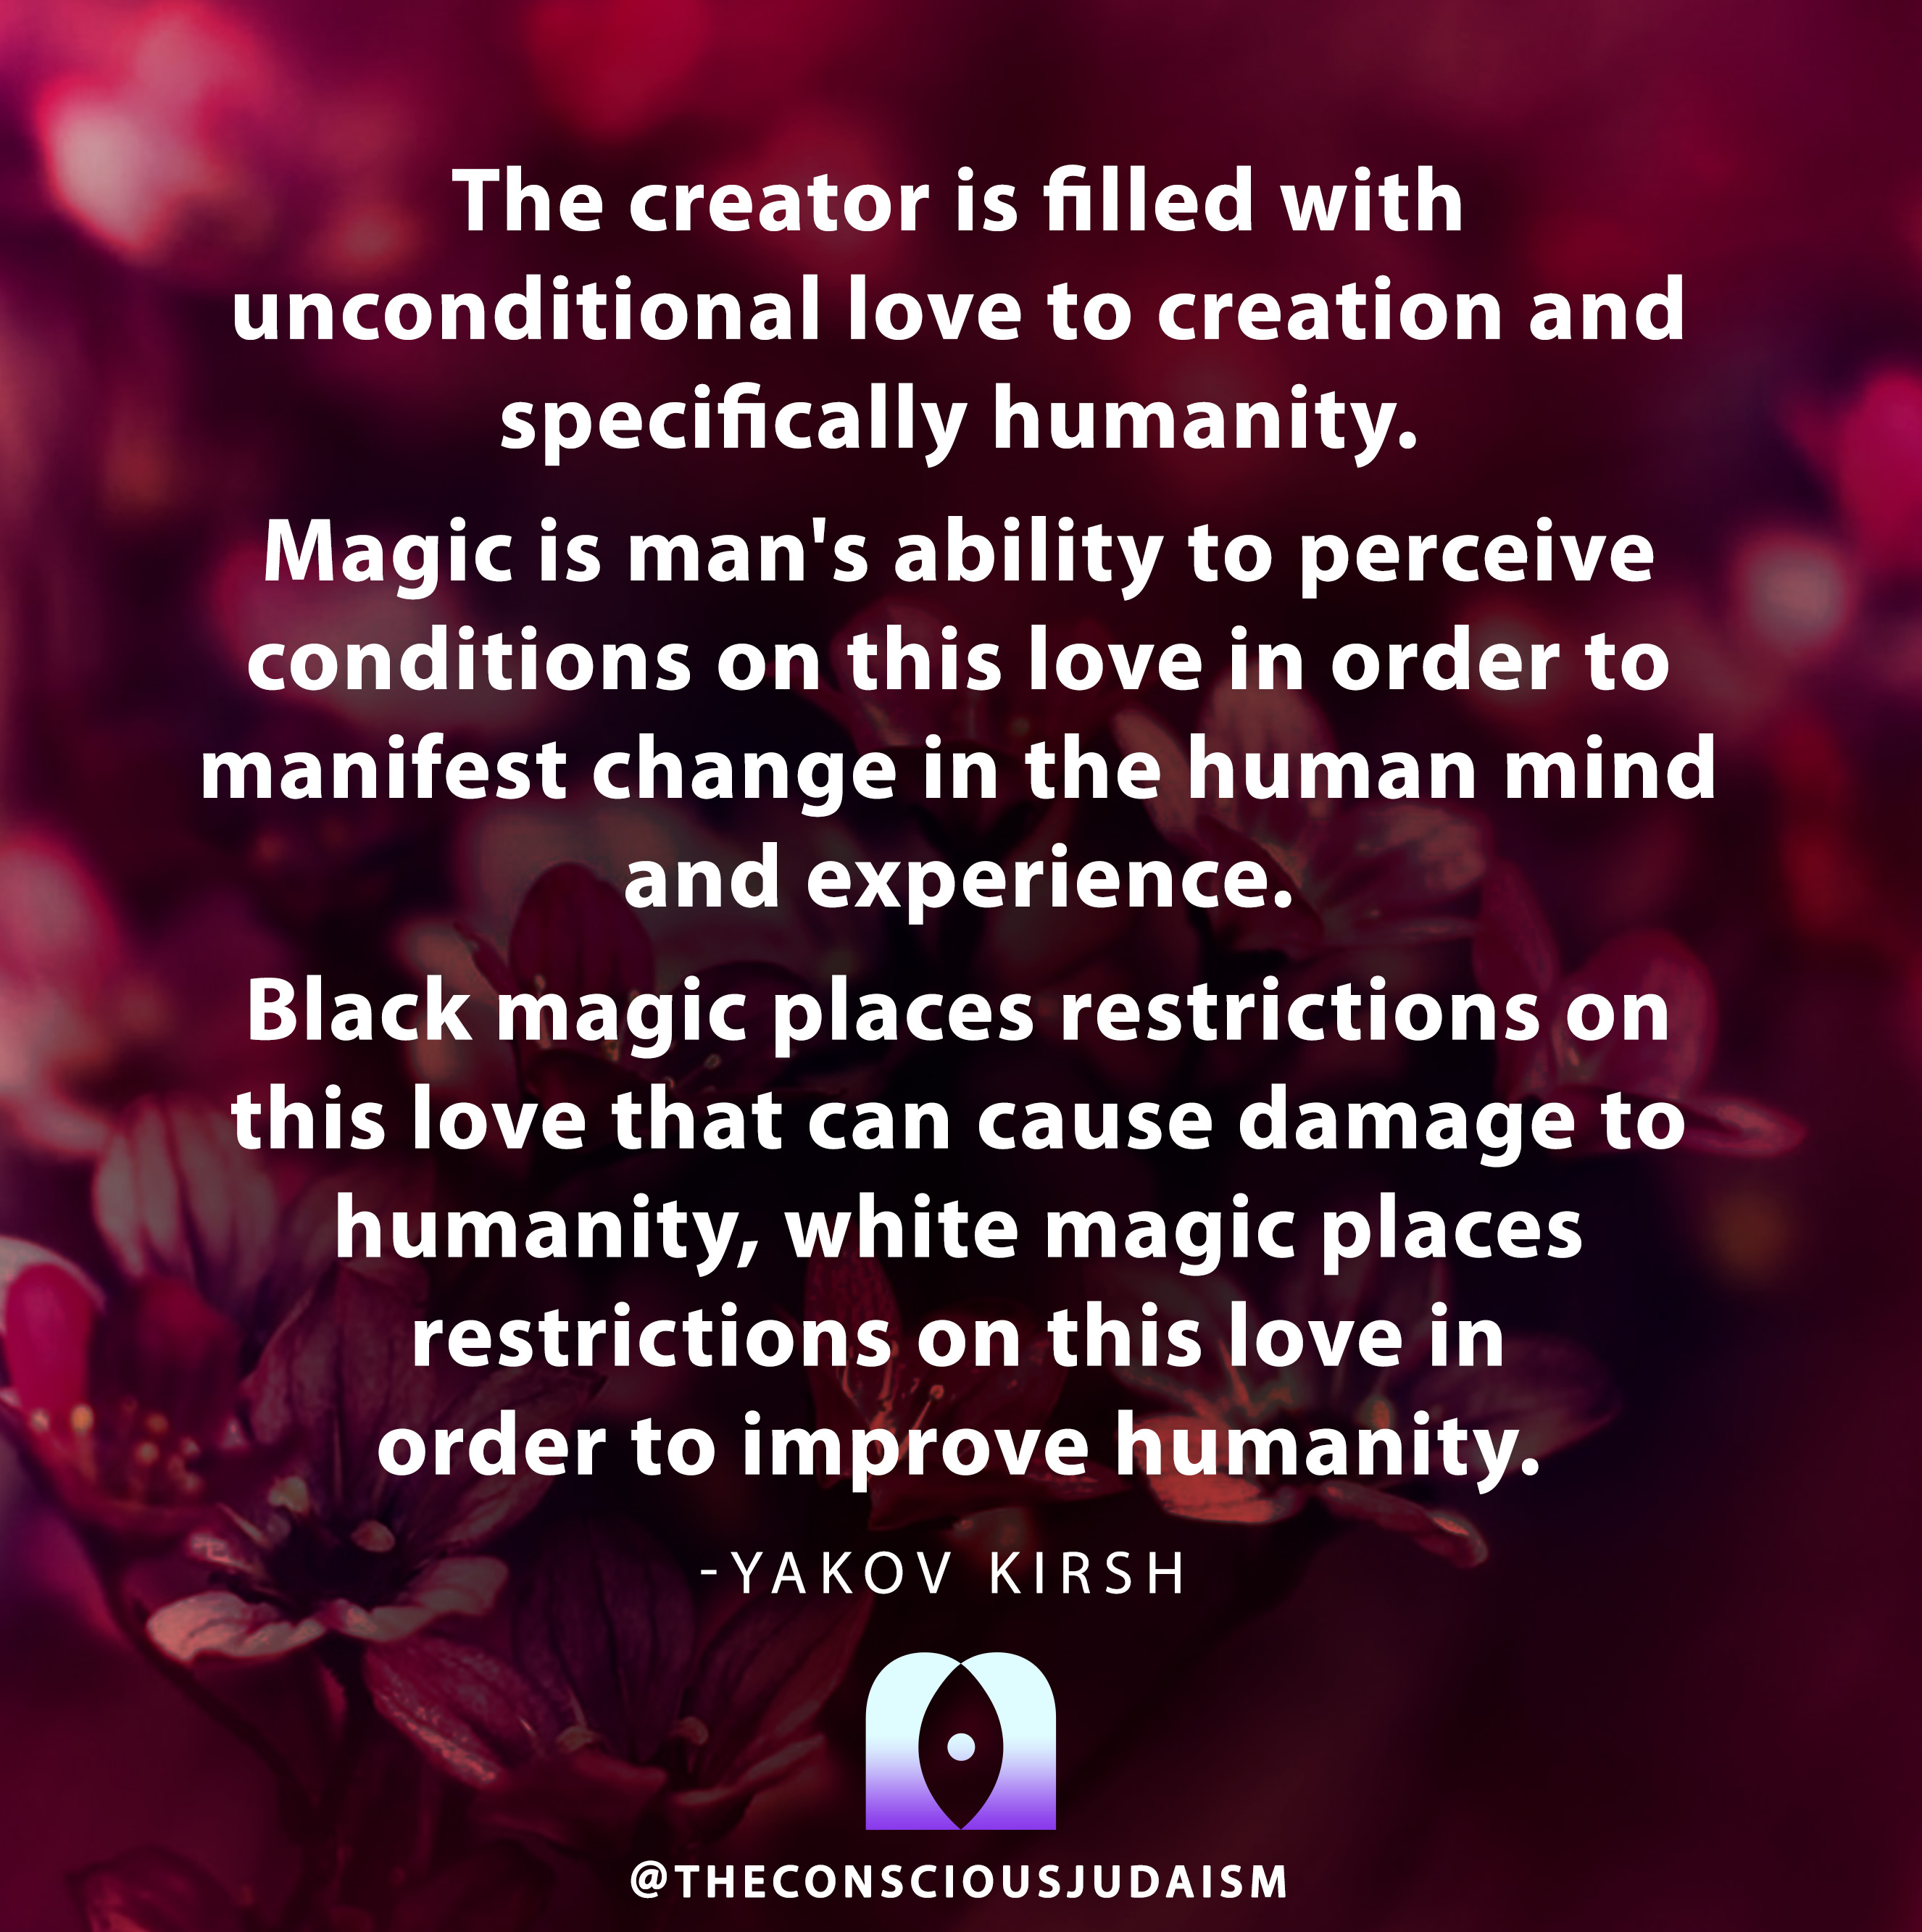 The creator is filled with
unconditional love to creation and
specifically humanity.
Magic is man's ability to perceive
conditions on this love in order to
manifest change in the human mind
and experience.
Black magic places restrictions on
this love that can cause damage to
humanity, white magic places
restrictions on this love in
order to improve humanity.
-YAKOV KIRSH
@THECONSCIOUSJUDAISM